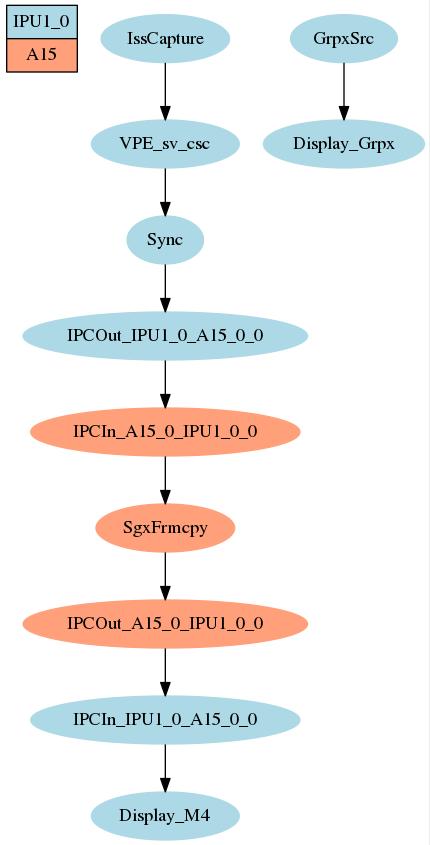 IPU1_0
A15
IssCapture
GrpxSrc
VPE_sv_csc
Display_Grpx
Sync
IPCOut_IPU1_0_A15_0_0
IPCIn_A15_0_IPU1_0_0
SgxFrmcpy
IPCOut_A15_0_IPU1_0_0
IPCIn_IPU1_0_A15_0_0
Display_M4